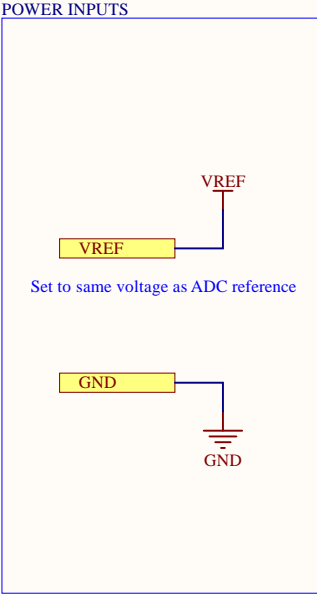 POWER INPUTS
VREF
VREF
Set to same voltage as ADC reference
GND
GND